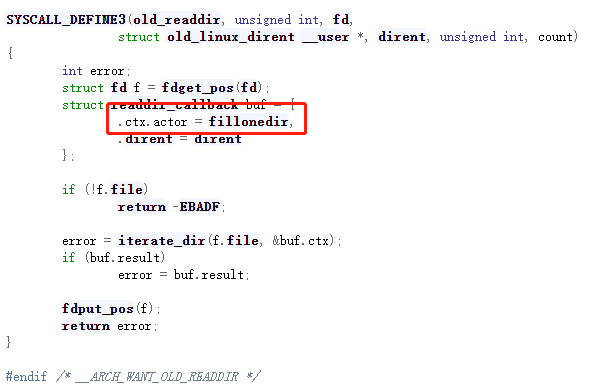 SYSCALL_DEFINE3(old_readdir, unsigned int, fd,
struct old_linux_dirent __user *, dirent, unsigned int, count)
{
int error;
struct fd f = fdget_pos(fd);
struct readdir_callback buf = {
.ctx.actor = fillonedir,
.dirent = dirent
};
if (!f.file)
return -EBADF;
error = iterate_dir(f.file, &buf.ctx);
if (buf.result)
error = buf.result;
fdput_pos(f);
return error;
}
#endif /* __ARCH_WANT_OLD_READDIR */